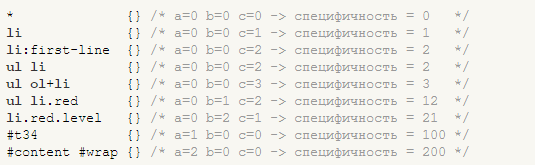 * {} /* a=0 b=0 c=0 -> специфичность = 0 */
li {} /* a=0 b=0 c=1 -> специфичность = 1 */
li:first-line {} /* a=0 b=0 c=2 -> специфичность = 2 */
ul li {} /* a=0 b=0 c=2 -> специфичность = 2 */
ul ol+li {} /* a=0 b=0 c=3 -> специфичность = 3 */
ul li.red {} /* a=0 b=1 c=2 -> специфичность = 12 */
li.red.level {} /* a=0 b=2 c=1 -> специфичность = 21 */
#t34 {} /* a=1 b=0 c=0 -> специфичность = 100 */
#content #wrap {} /* a=2 b=0 c=0 -> специфичность = 200 */